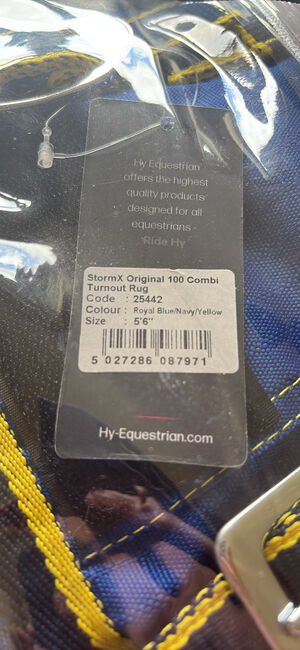 Hy Equestrian
offers the highest
quality products
designed for all
equestrians -
'Ride Hy'
StormX Original 100 Combi
Turnout Rug
Code : 25442
Colour : Royal Blue/Navy/Yellow
Size : 5'6"
5 027286 087971
Hy-Equestrian.com